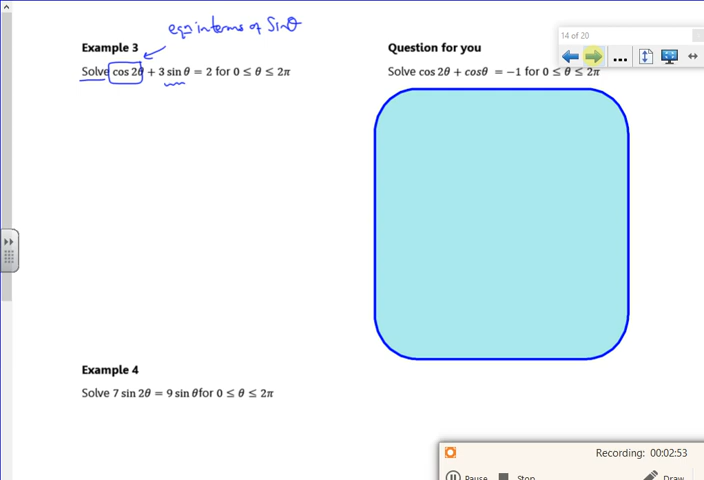 eqn in terms of Sinθ
Example 3
Solve cos 2θ + 3 sin θ = 2 for 0 ≤ θ ≤ 2π
Question for you
Solve cos 2θ + cosθ = −1 for 0 ≤ θ ≤ 2π
14 of 20
Example 4
Solve 7 sin 2θ = 9 sin θfor 0 ≤ θ ≤ 2π
Recording: 00:02:53
Pause
Stop
Draw